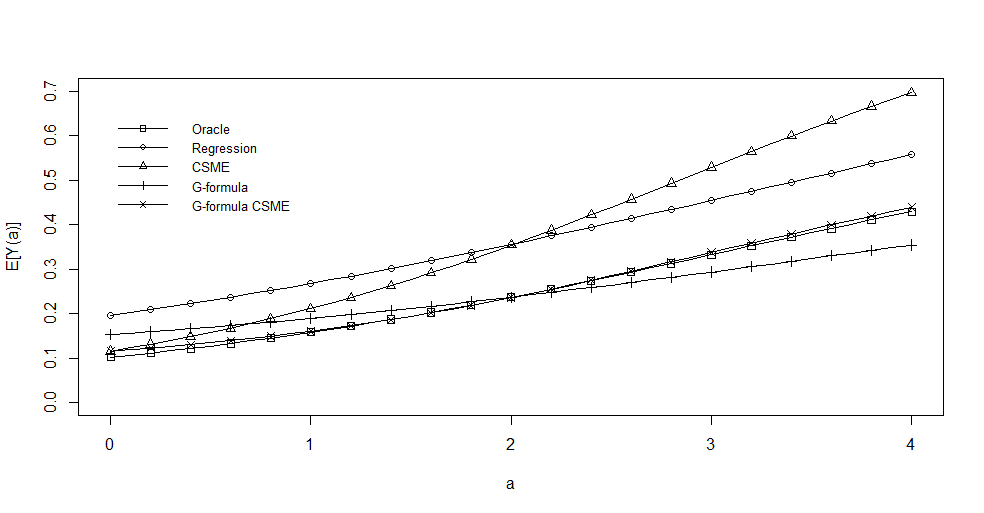 0.7
0.6
0.5
0.4
0.3
0.2
0.1
0.0
E[Y(a)]
Oracle
Regression
CSME
G-formula
G-formula CSME
0 1 2 3 4
a